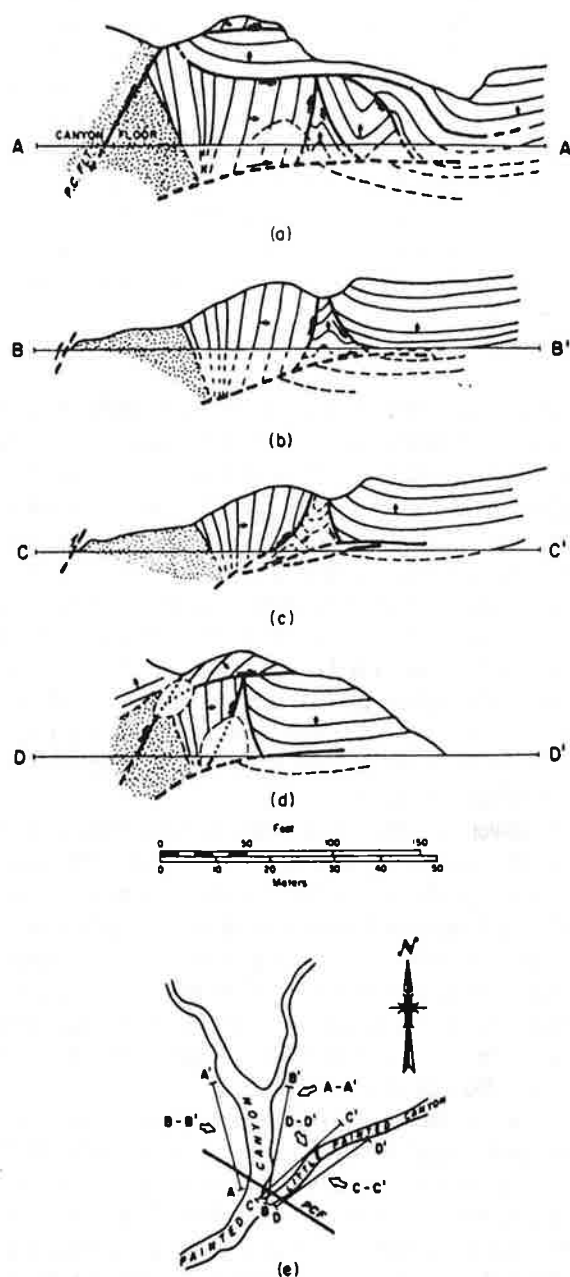 CANYON FLOOR
A A
P.C. FLT.
(a)
B B'
(b)
C C'
(c)
D D'
(d)
Feet
0 50 100 150
0 10 20 30 40 50
Meters
N
A' B' A-A'
B-B' D-D' C'
D'
CANYON
LITTLE PAINTED CANYON
A C B D C-C'
PCF
PAINTED
(e)